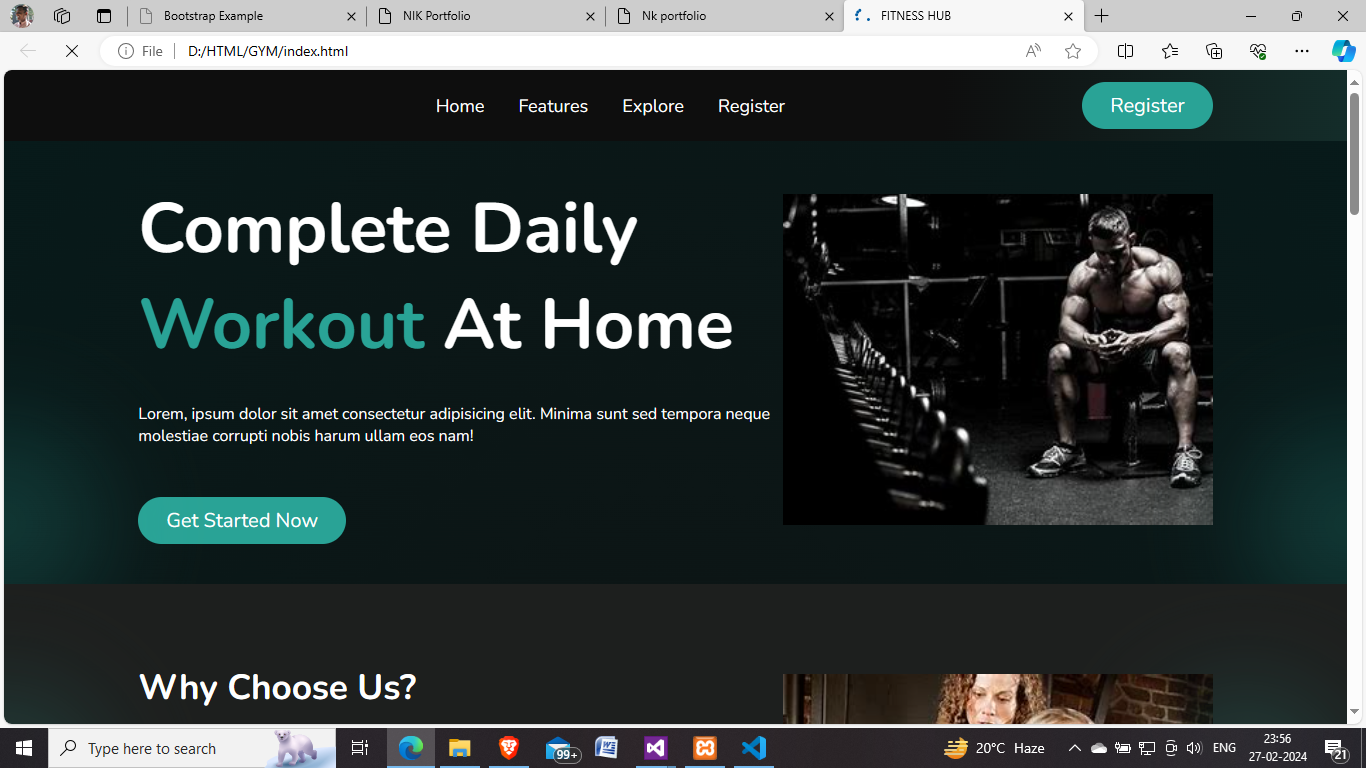 Bootstrap Example
NIK Portfolio
Nk portfolio
FITNESS HUB
File
D:/HTML/GYM/index.html
Home
Features
Explore
Register
Register
Complete Daily
Workout At Home
Lorem, ipsum dolor sit amet consectetur adipisicing elit. Minima sunt sed tempora neque
molestiae corrupti nobis harum ullam eos nam!
Get Started Now
Why Choose Us?
Type here to search
99+
20°C Haze
ENG
23:56
27-02-2024
21